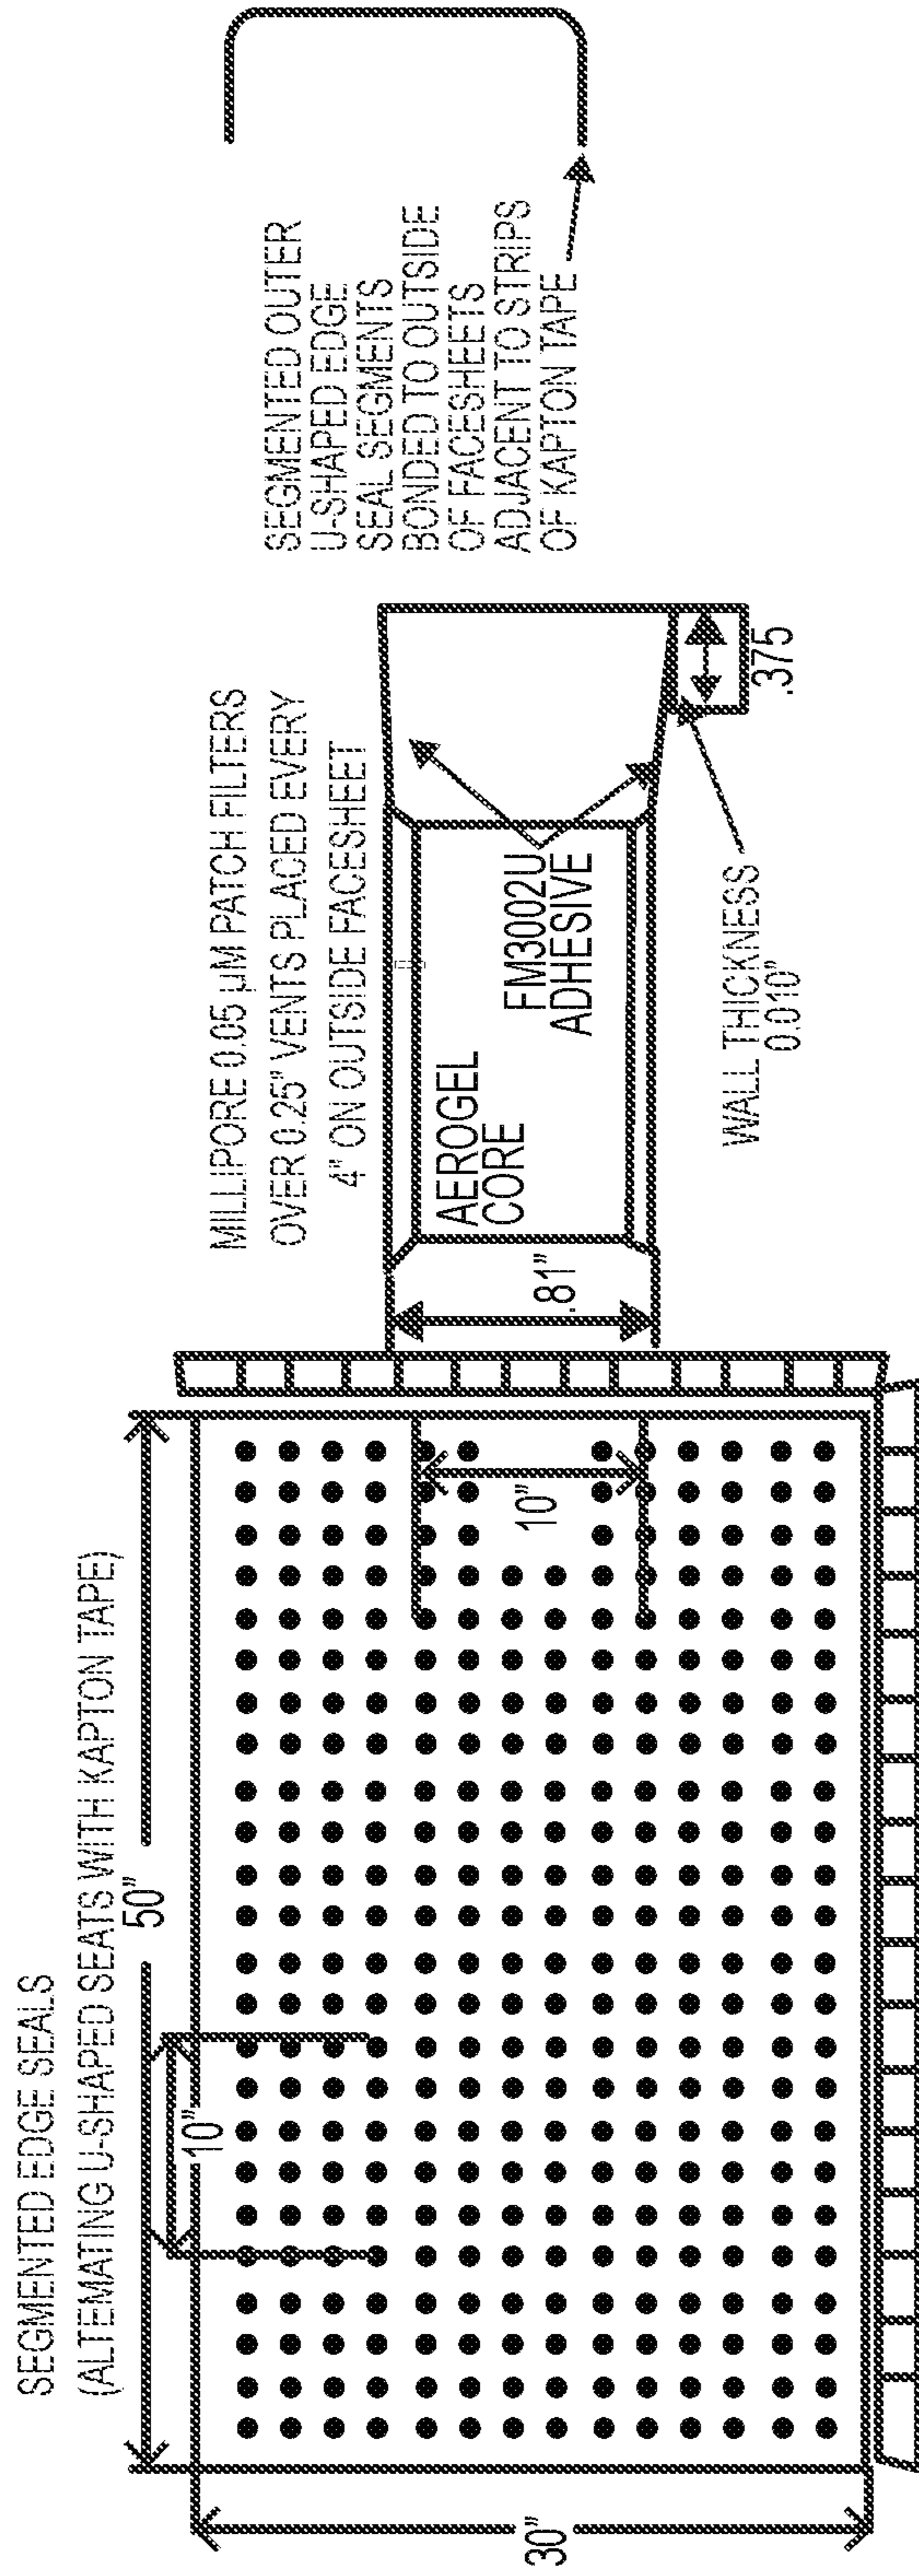 SEGMENTED EDGE SEALS
(ALTEMATING U-SHAPED SEATS WITH KAPTON TAPE)
50"
10"
30"
10"
MILLIPORE 0.05 µM PATCH FILTERS
OVER 0.25" VENTS PLACED EVERY
4" ON OUTSIDE FACESHEET
AEROGEL
CORE
.81"
FM3002U
ADHESIVE
WALL THICKNESS
0.010"
.375
SEGMENTED OUTER
U-SHAPED EDGE
SEAL SEGMENTS
BONDED TO OUTSIDE
OF FACESHEETS
ADJACENT TO STRIPS
OF KAPTON TAPE